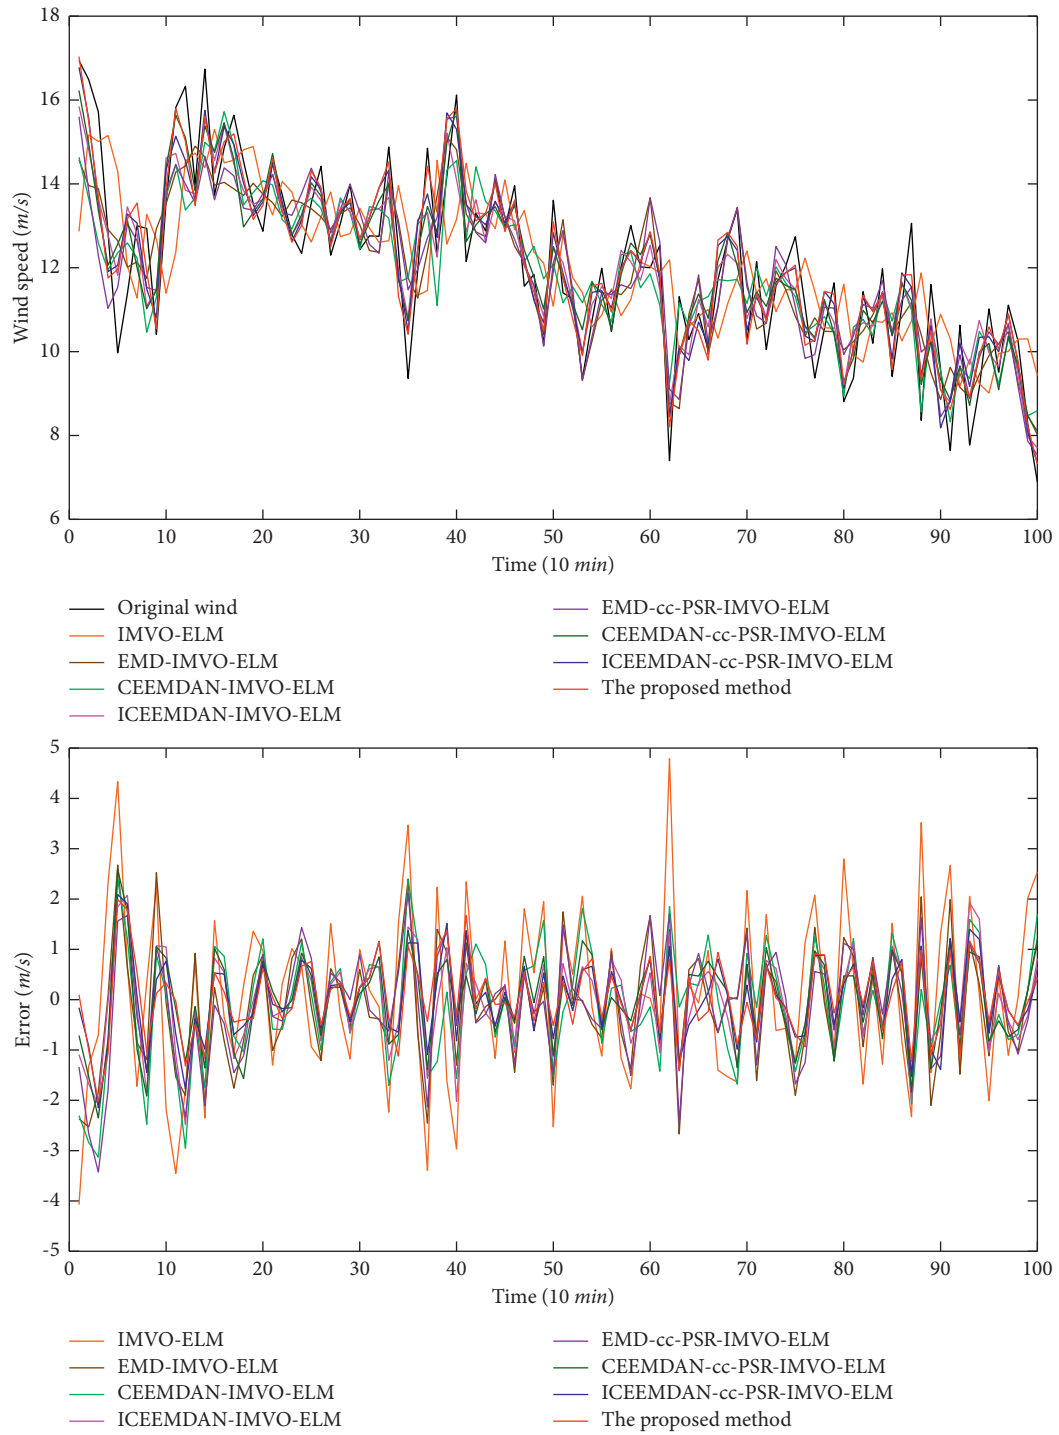 18
16
14
12
10
8
6
Wind speed (m/s)
0 10 20 30 40 50 60 70 80 90 100
Time (10 min)
Original wind
IMVO-ELM
EMD-IMVO-ELM
CEEMDAN-IMVO-ELM
ICEEMDAN-IMVO-ELM
EMD-cc-PSR-IMVO-ELM
CEEMDAN-cc-PSR-IMVO-ELM
ICEEMDAN-cc-PSR-IMVO-ELM
The proposed method
5
4
3
2
1
0
-1
-2
-3
-4
-5
Error (m/s)
0 10 20 30 40 50 60 70 80 90 100
Time (10 min)
IMVO-ELM
EMD-IMVO-ELM
CEEMDAN-IMVO-ELM
ICEEMDAN-IMVO-ELM
EMD-cc-PSR-IMVO-ELM
CEEMDAN-cc-PSR-IMVO-ELM
ICEEMDAN-cc-PSR-IMVO-ELM
The proposed method